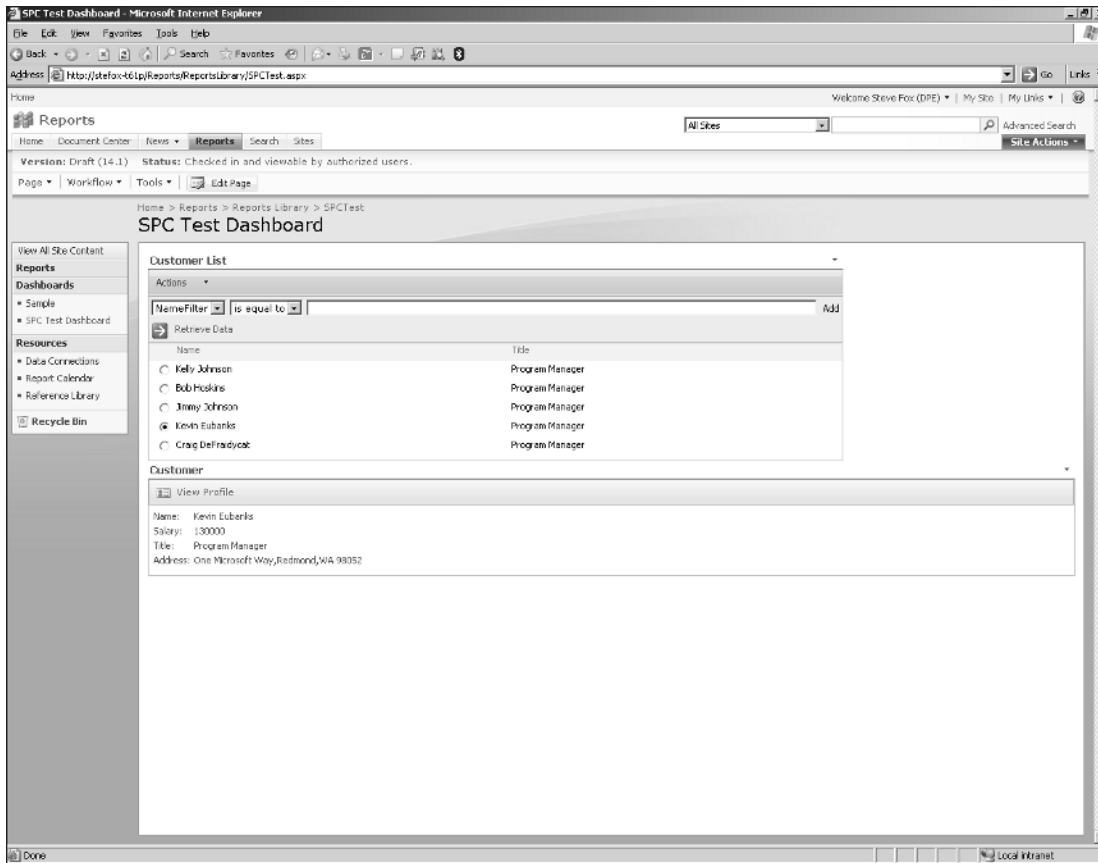 SPC Test Dashboard - Microsoft Internet Explorer
File Edit View Favorites Tools Help
Back Search Favorites
Address http://stefox-t61p/Reports/ReportsLibrary/SPCTest.aspx Go Links
Home Welcome Steve Fox (DPE) | My Site | My Links |
Reports All Sites Advanced Search
Home Document Center News Reports Search Sites Site Actions
Version: Draft (14.1) Status: Checked in and viewable by authorized users.
Page | Workflow | Tools | Edit Page
Home > Reports > Reports Library > SPCTest
SPC Test Dashboard
View All Site Content
Reports
Dashboards
Sample
SPC Test Dashboard
Resources
Data Connections
Report Calendar
Reference Library
Recycle Bin
Customer List
Actions
NameFilter is equal to Add
Retrieve Data
Name Title
Kelly Johnson Program Manager
Bob Hoskins Program Manager
Jimmy Johnson Program Manager
Kevin Eubanks Program Manager
Craig DeFraidycat Program Manager
Customer
View Profile
Name: Kevin Eubanks
Salary: 130000
Title: Program Manager
Address: One Microsoft Way,Redmond,WA 98052
Done Local intranet